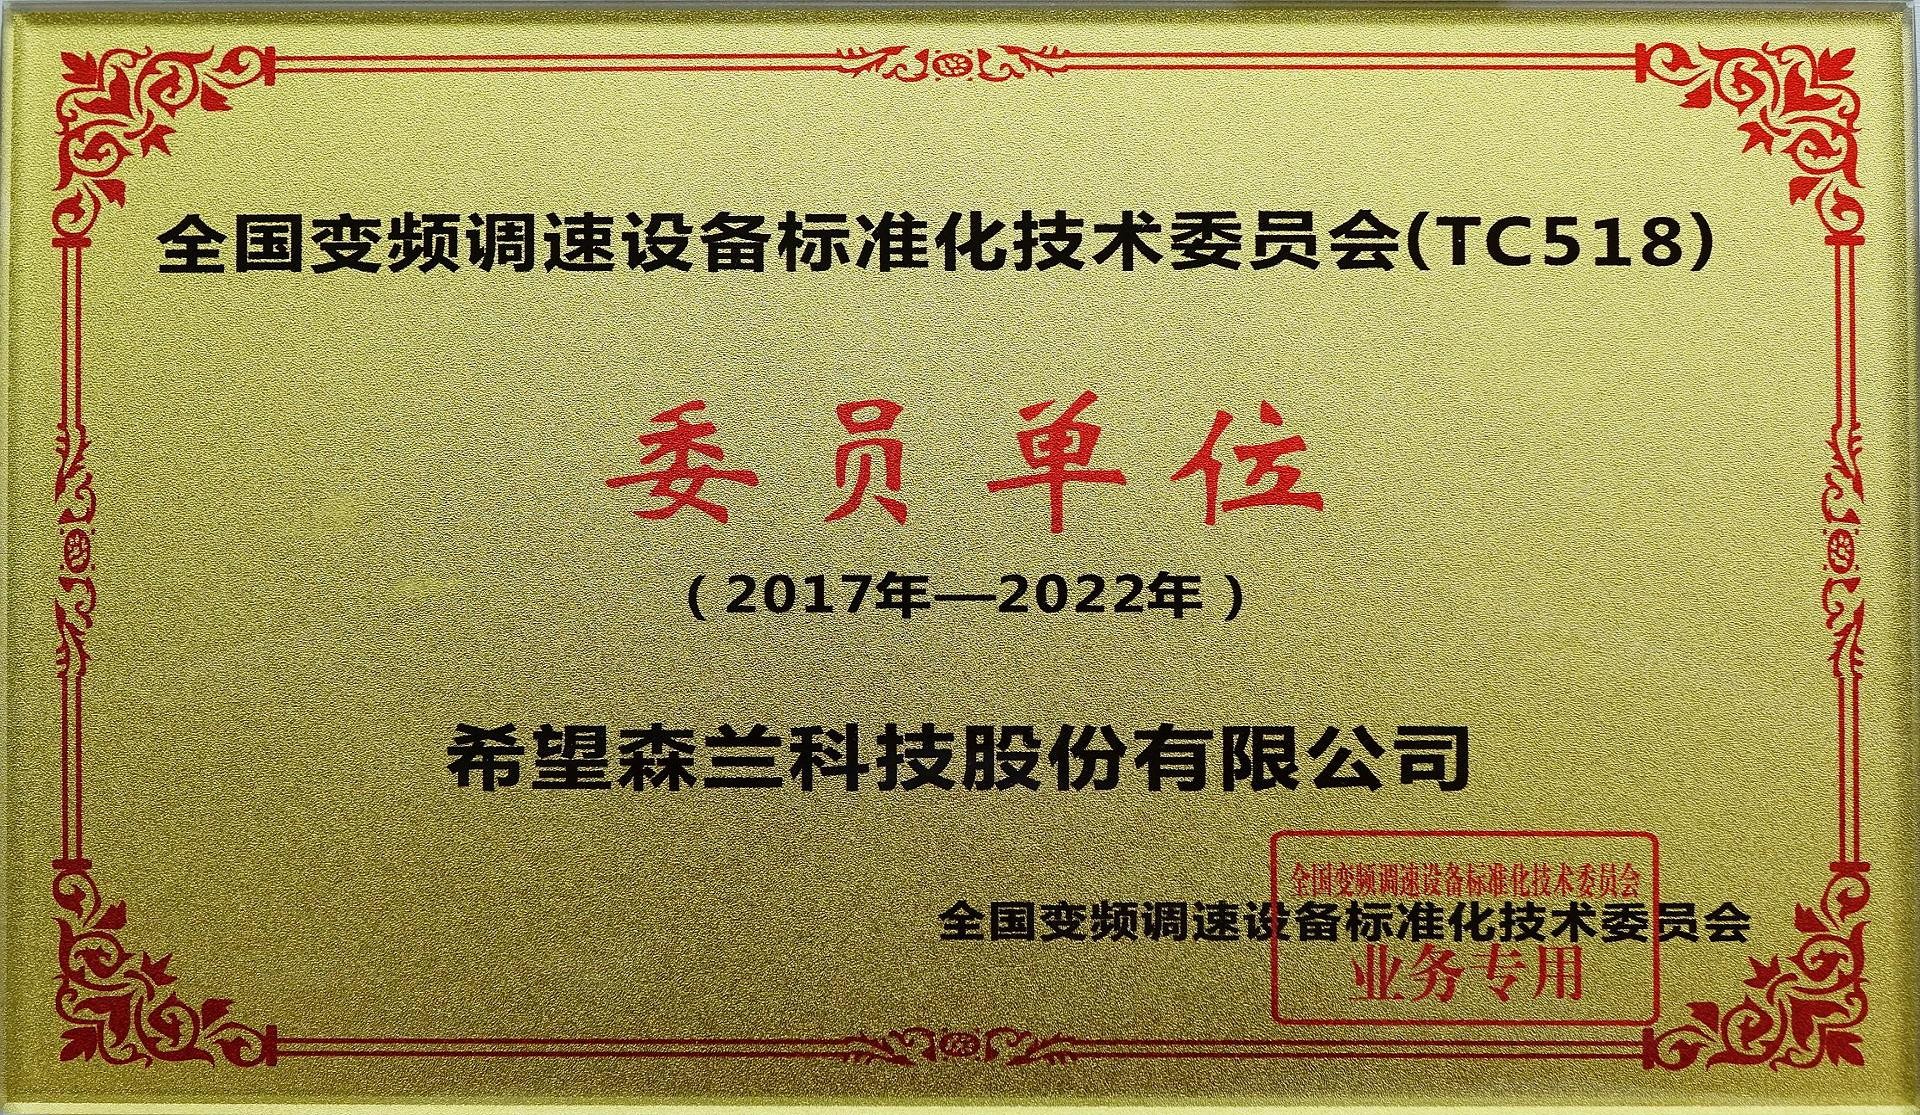 全国变频调速设备标准化技术委员会(TC518)
委员单位
（2017年—2022年）
希望森兰科技股份有限公司
全国变频调速设备标准化技术委员会
全国变频调速设备标准化技术委员会
业务专用